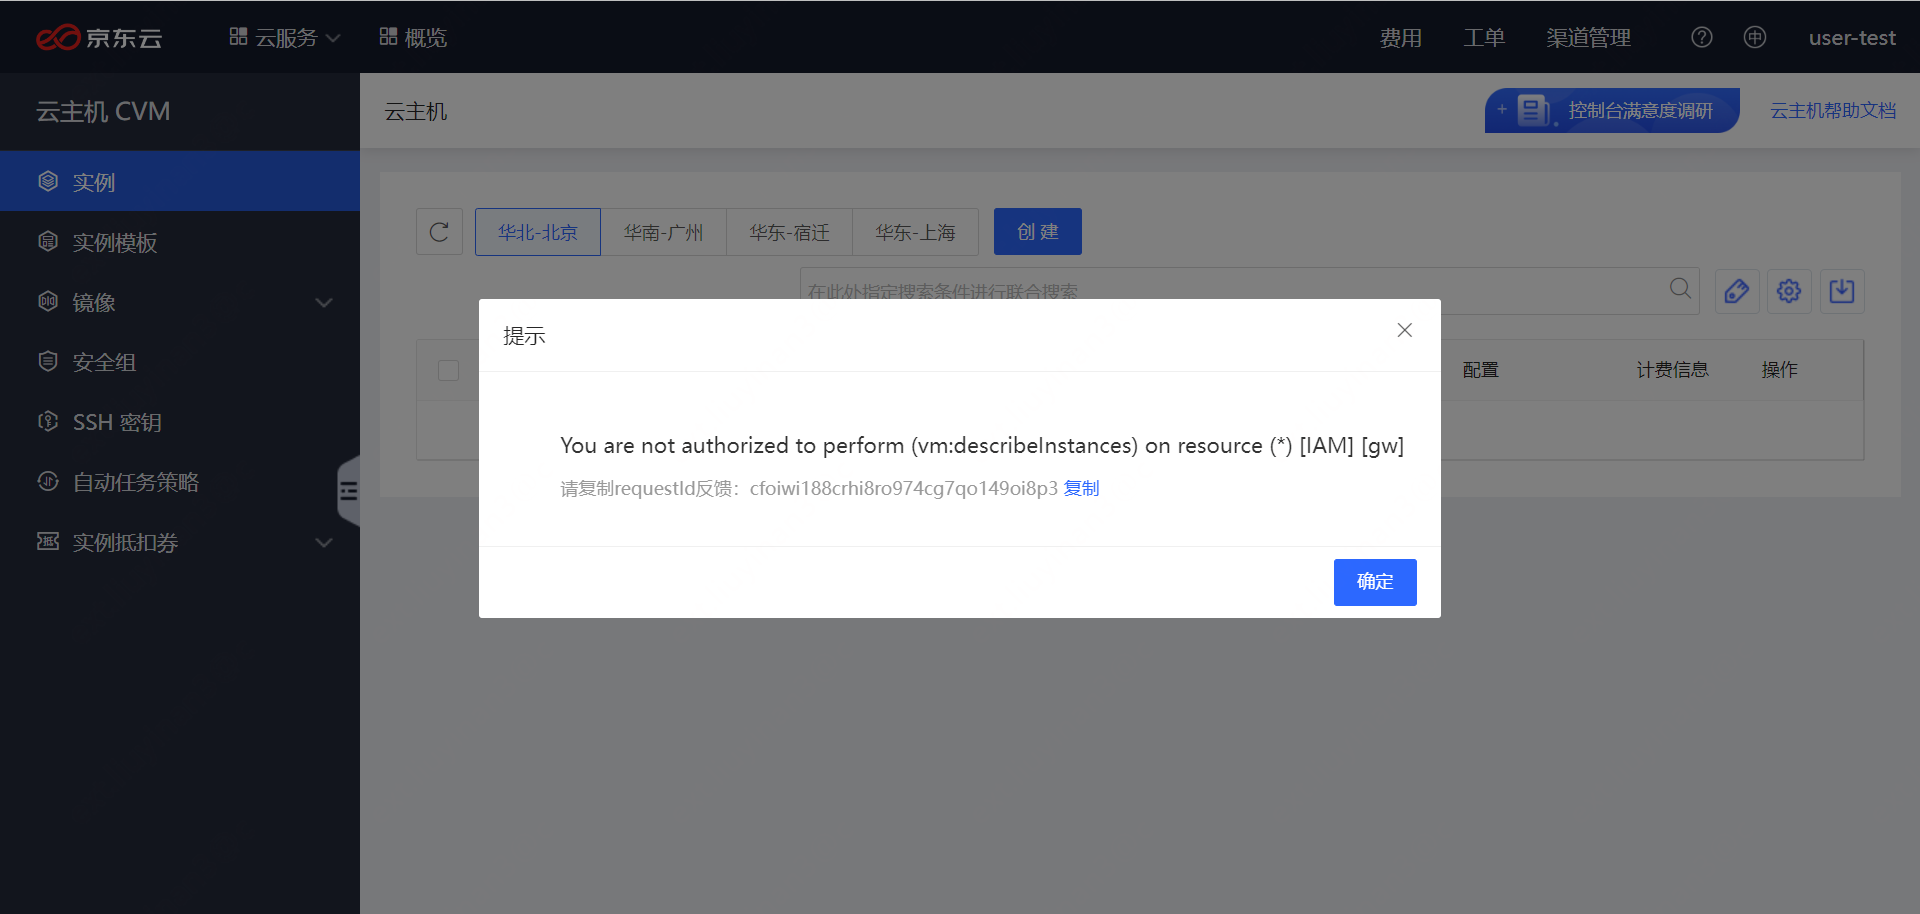 京东云 云服务 概览 费用 工单 渠道管理 user-test
云主机 CVM
云主机 控制台满意度调研 云主机帮助文档
实例
实例模板
镜像
安全组
SSH 密钥
自动任务策略
实例抵扣券
华北-北京 华南-广州 华东-宿迁 华东-上海 创建
在此处指定搜索条件进行联合搜索
配置 计费信息 操作
提示
You are not authorized to perform (vm:describeInstances) on resource (*) [IAM] [gw]
请复制requestId反馈：cfoiwi188crhi8ro974cg7qo149oi8p3 复制
确定